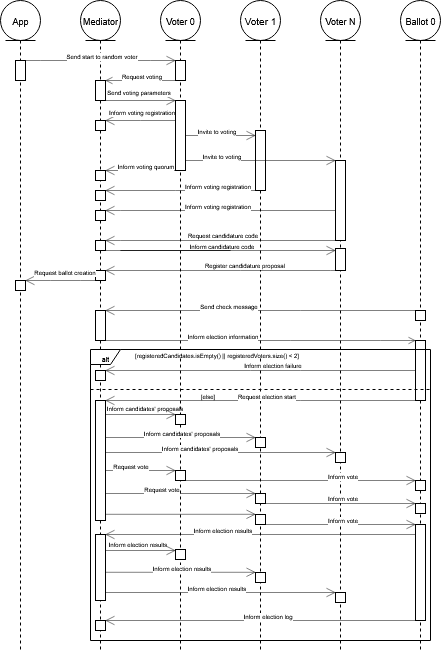 App
Mediator
Voter 0
Voter 1
Voter N
Ballot 0
Send start to random voter
Request voting
Send voting parameters
Inform voting registration
Invite to voting
Invite to voting
Inform voting quorum
Inform voting registration
Inform voting registration
Request candidature code
Inform candidature code
Register candidature proposal
Request ballot creation
Send check message
Inform election information
alt
[registeredCandidates.isEmpty() || registeredVoters.size() < 2]
Inform election failure
[else]
Request election start
Inform candidates' proposals
Inform candidates' proposals
Inform candidates' proposals
Request vote
Inform vote
Request vote
Inform vote
Inform vote
Inform election results
Inform election results
Inform election results
Inform election results
Inform election log